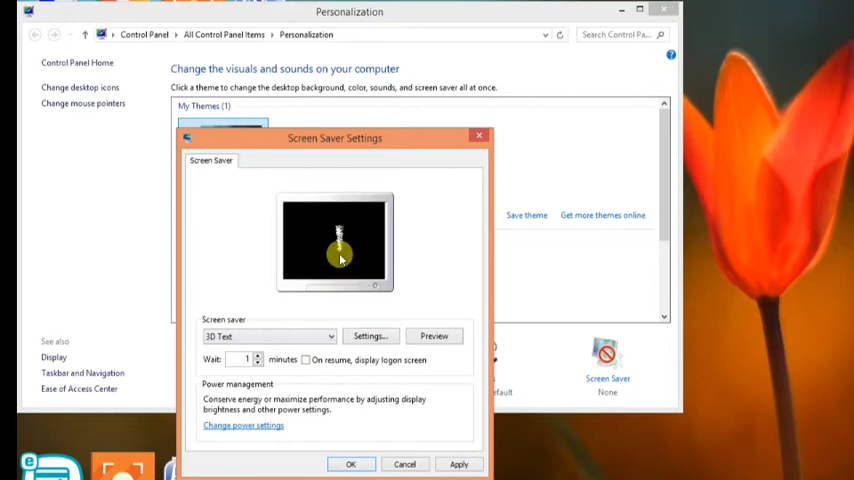 Personalization
Control Panel
All Control Panel Items
Personalization
Search Control Pa...
Control Panel Home
Change desktop icons
Change mouse pointers
Change the visuals and sounds on your computer
Click a theme to change the desktop background, color, sounds, and screen saver all at once.
My Themes (1)
Save theme
Get more themes online
Screen Saver Settings
Screen Saver
Screen saver
3D Text
Settings...
Preview
Wait: 1 minutes
On resume, display logon screen
Power management
Conserve energy or maximize performance by adjusting display
brightness and other power settings.
Change power settings
OK
Cancel
Apply
See also
Display
Taskbar and Navigation
Ease of Access Center
Screen Saver
None